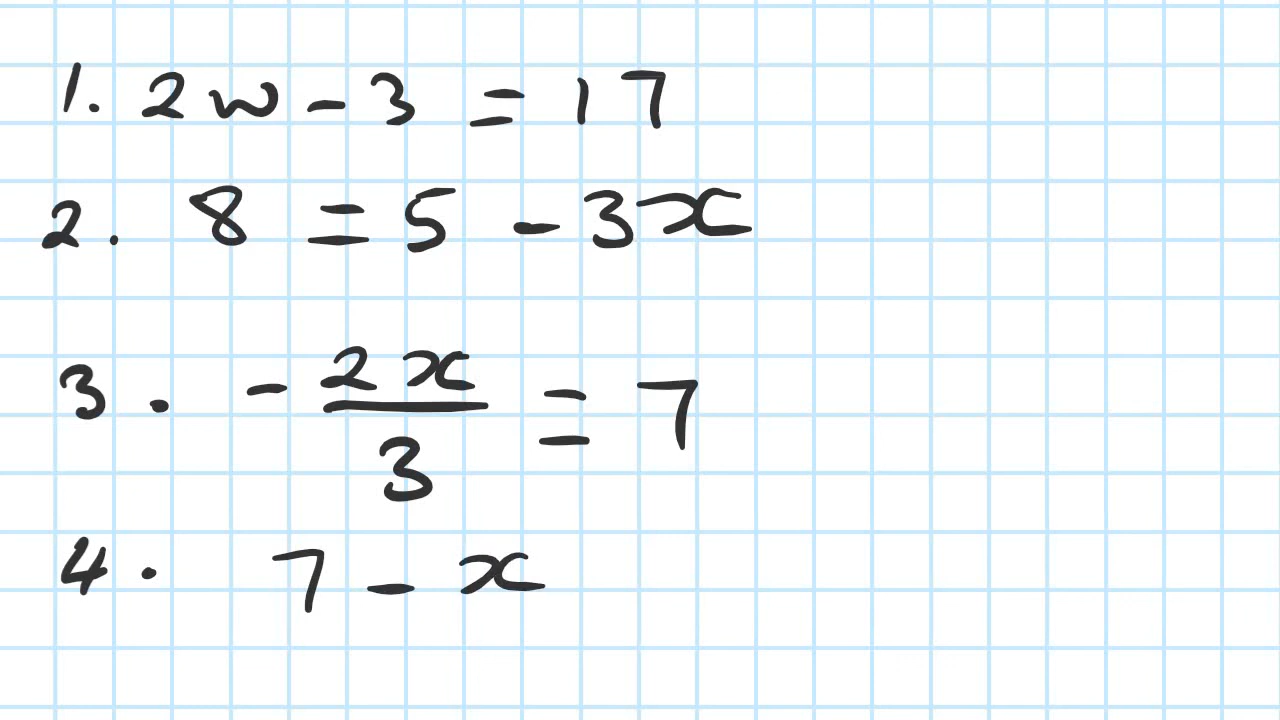 1. 2w - 3 = 17
2. 8 = 5 - 3x
3. - 2x/3 = 7
4. 7 - x